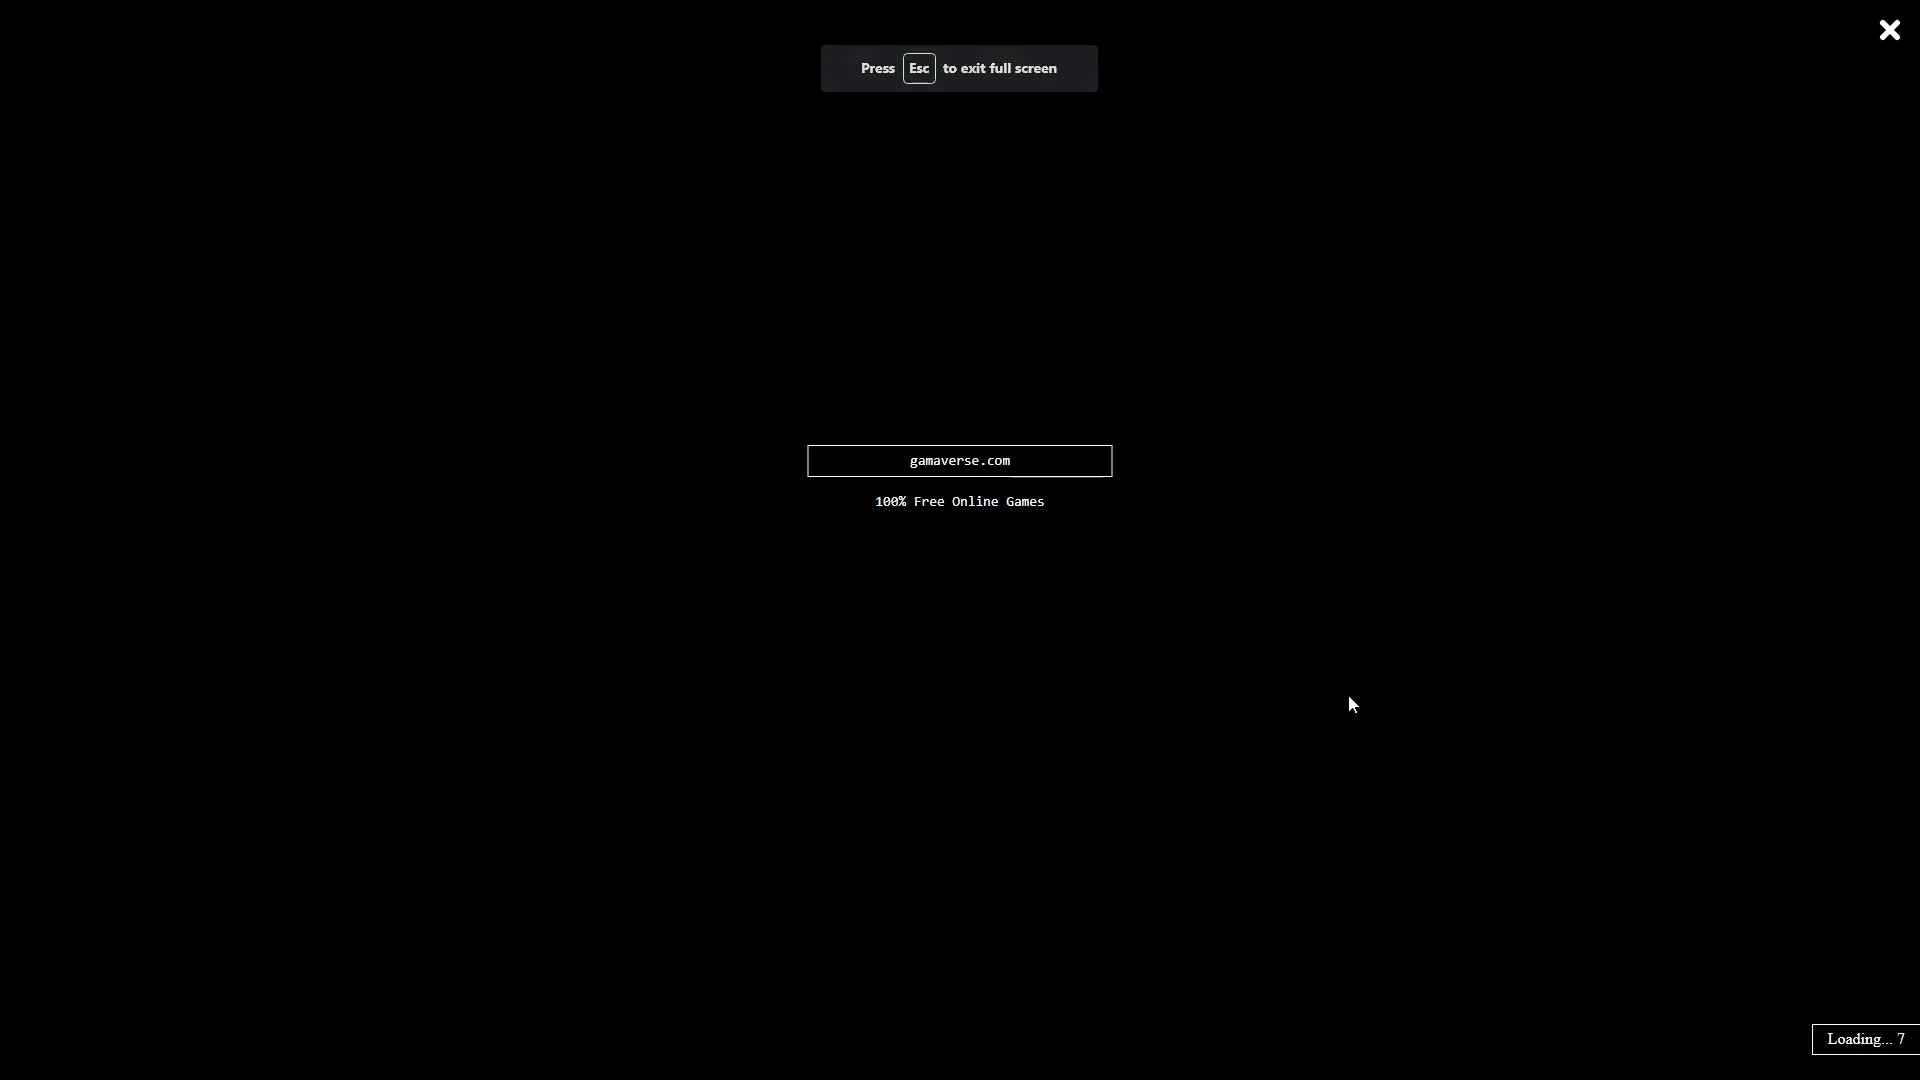 Press Esc to exit full screen
gamaverse.com
100% Free Online Games
Loading... 7